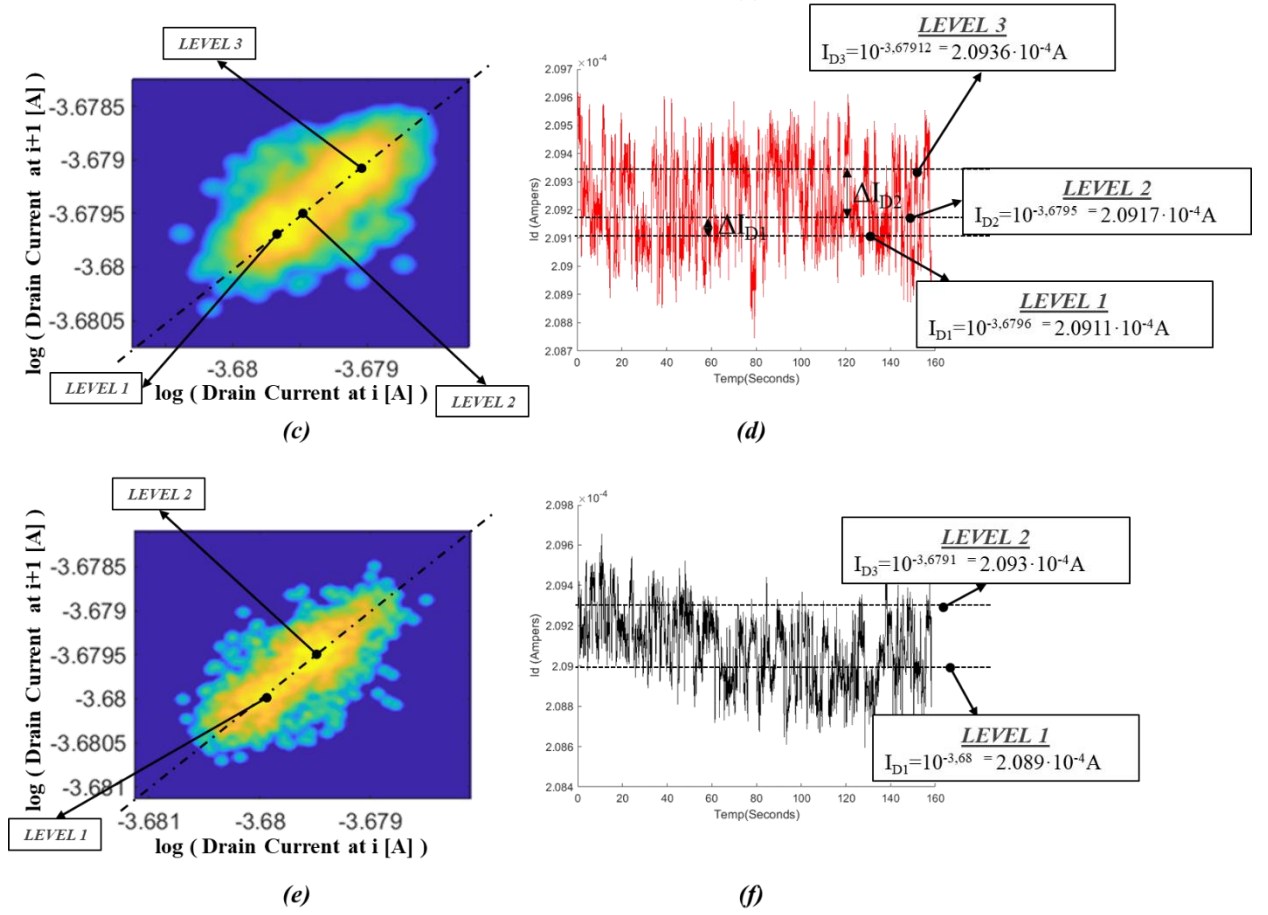 LEVEL 3
log ( Drain Current at i+1 [A] )
-3.6785
-3.679
-3.6795
-3.68
-3.6805
-3.68
-3.679
log ( Drain Current at i [A] )
LEVEL 1
LEVEL 2
(c)
LEVEL 3
I_D3=10^-3,67912 = 2.0936·10^-4A
×10^-4
2.097
2.096
2.095
2.094
2.093
2.092
2.091
2.09
2.089
2.088
2.087
Id (Ampers)
ΔI_D2
ΔI_D1
LEVEL 2
I_D2=10^-3,6795 = 2.0917·10^-4A
LEVEL 1
I_D1=10^-3,6796 = 2.0911·10^-4A
0 20 40 60 80 100 120 140 160
Temp(Seconds)
(d)
LEVEL 2
log ( Drain Current at i+1 [A] )
-3.6785
-3.679
-3.6795
-3.68
-3.6805
-3.681
-3.681
-3.68
-3.679
log ( Drain Current at i [A] )
LEVEL 1
(e)
×10^-4
2.098
2.096
2.094
2.092
2.09
2.088
2.086
2.084
Id (Ampers)
LEVEL 2
I_D3=10^-3,6791 = 2.093·10^-4A
LEVEL 1
I_D1=10^-3,68 = 2.089·10^-4A
0 20 40 60 80 100 120 140 160
Temp(Seconds)
(f)